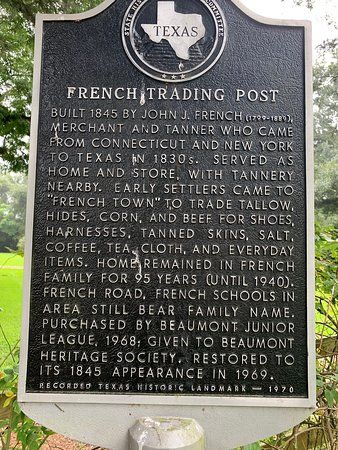 TEXAS
FRENCH TRADING POST
BUILT 1845 BY JOHN J. FRENCH (1799-1889),
MERCHANT AND TANNER WHO CAME
FROM CONNECTICUT AND NEW YORK
TO TEXAS IN 1830s. SERVED AS
HOME AND STORE, WITH TANNERY
NEARBY. EARLY SETTLERS CAME TO
"FRENCH TOWN" TO TRADE TALLOW,
HIDES, CORN, AND BEEF FOR SHOES,
HARNESSES, TANNED SKINS, SALT,
COFFEE, TEA, CLOTH, AND EVERYDAY
ITEMS. HOME REMAINED IN FRENCH
FAMILY FOR 95 YEARS (UNTIL 1940).
FRENCH ROAD, FRENCH SCHOOLS IN
AREA STILL BEAR FAMILY NAME.
PURCHASED BY BEAUMONT JUNIOR
LEAGUE, 1968; GIVEN TO BEAUMONT
HERITAGE SOCIETY. RESTORED TO
ITS 1845 APPEARANCE IN 1969.
RECORDED TEXAS HISTORIC LANDMARK — 1970